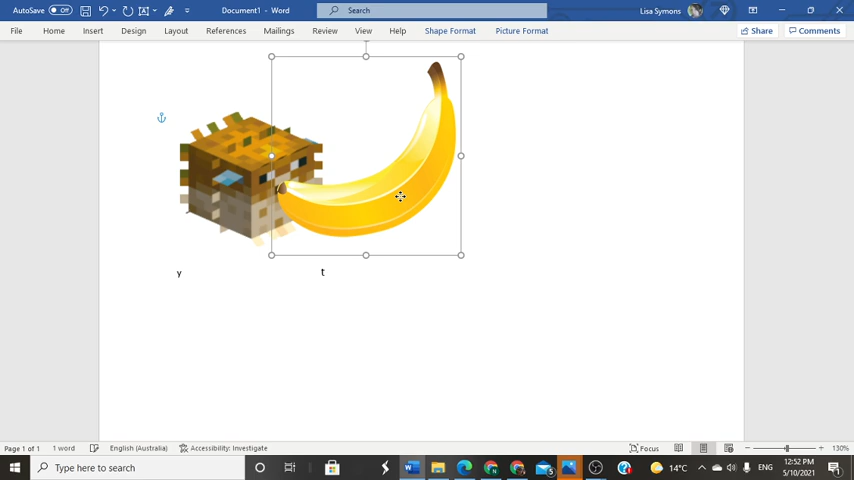 AutoSave Off Document1 - Word Search Lisa Symons
File Home Insert Design Layout References Mailings Review View Help Shape Format Picture Format Share Comments
y t
Page 1 of 1 1 word English (Australia) Accessibility: Investigate Focus 130%
Type here to search 5 14°C ENG 12:52 PM
5/10/2021 1